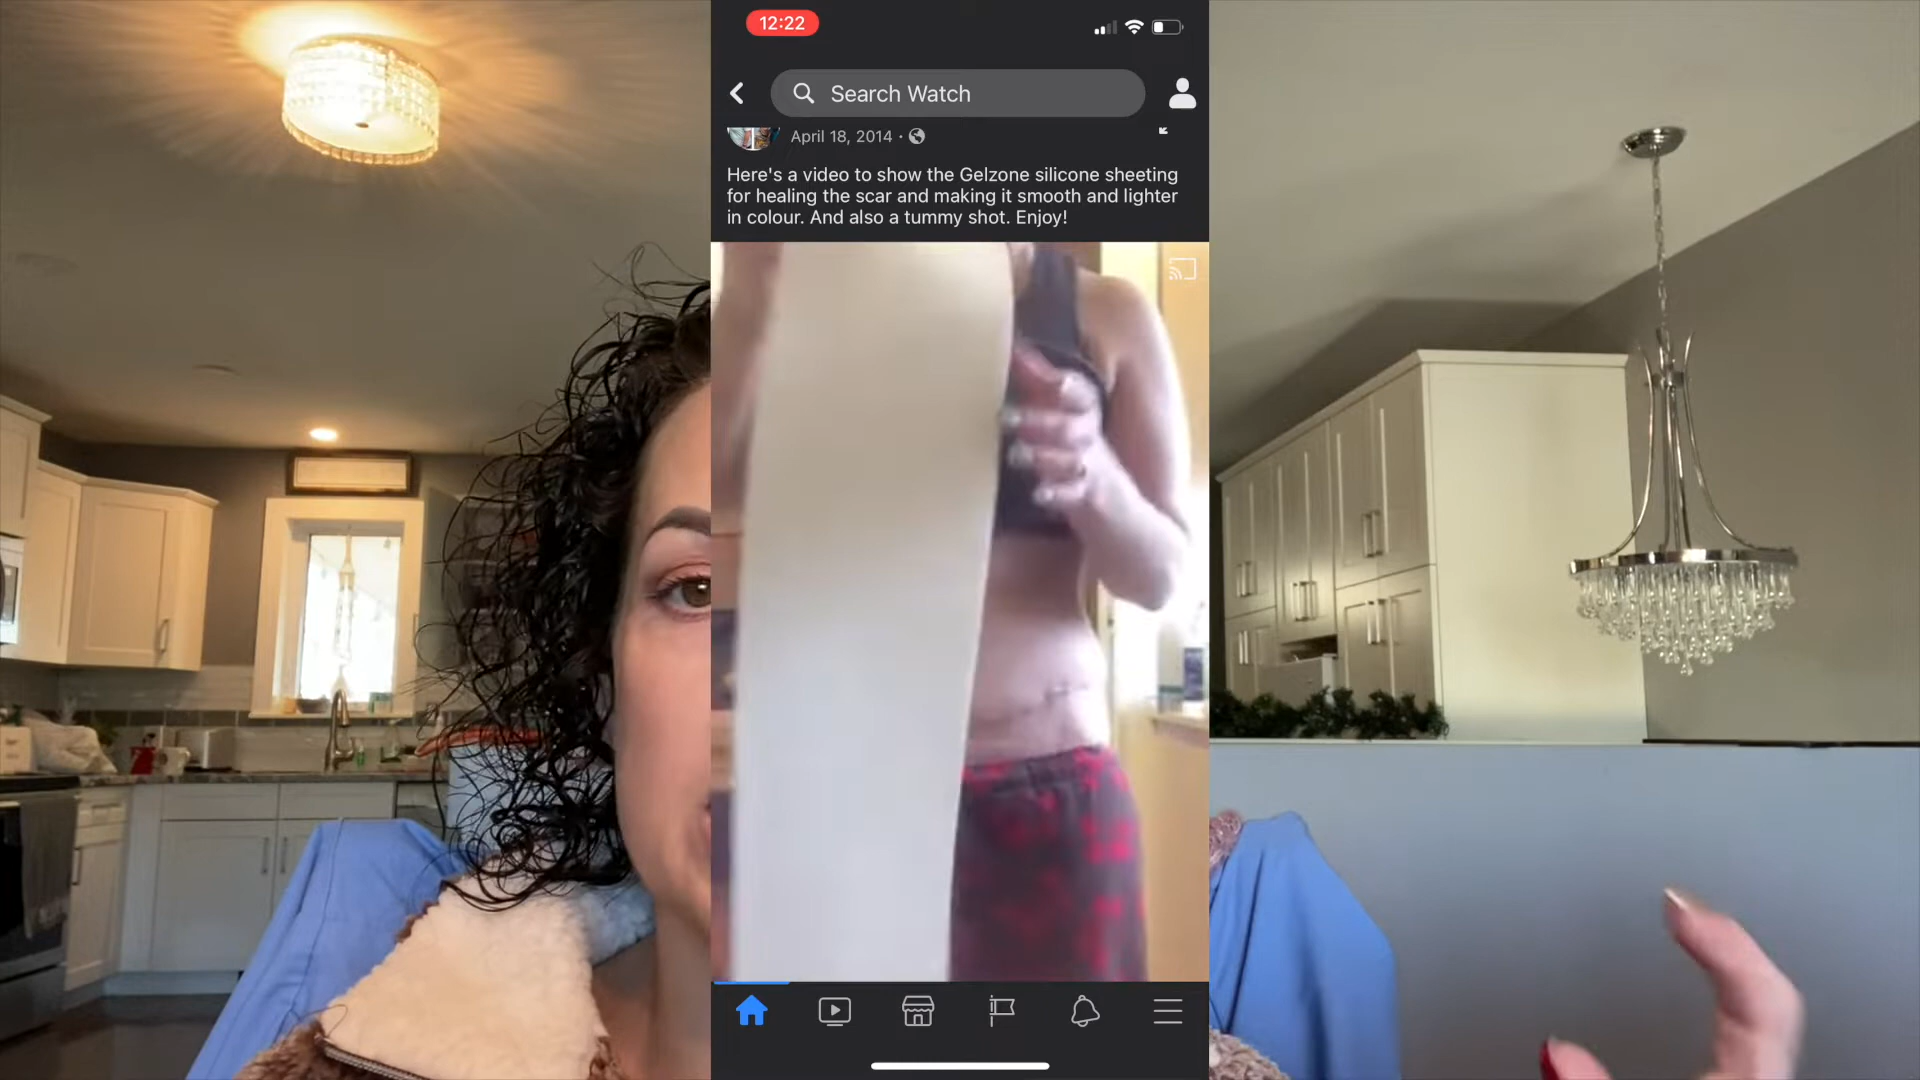 12:22
Search Watch
April 18, 2014 ·
Here's a video to show the Gelzone silicone sheeting
for healing the scar and making it smooth and lighter
in colour. And also a tummy shot. Enjoy!